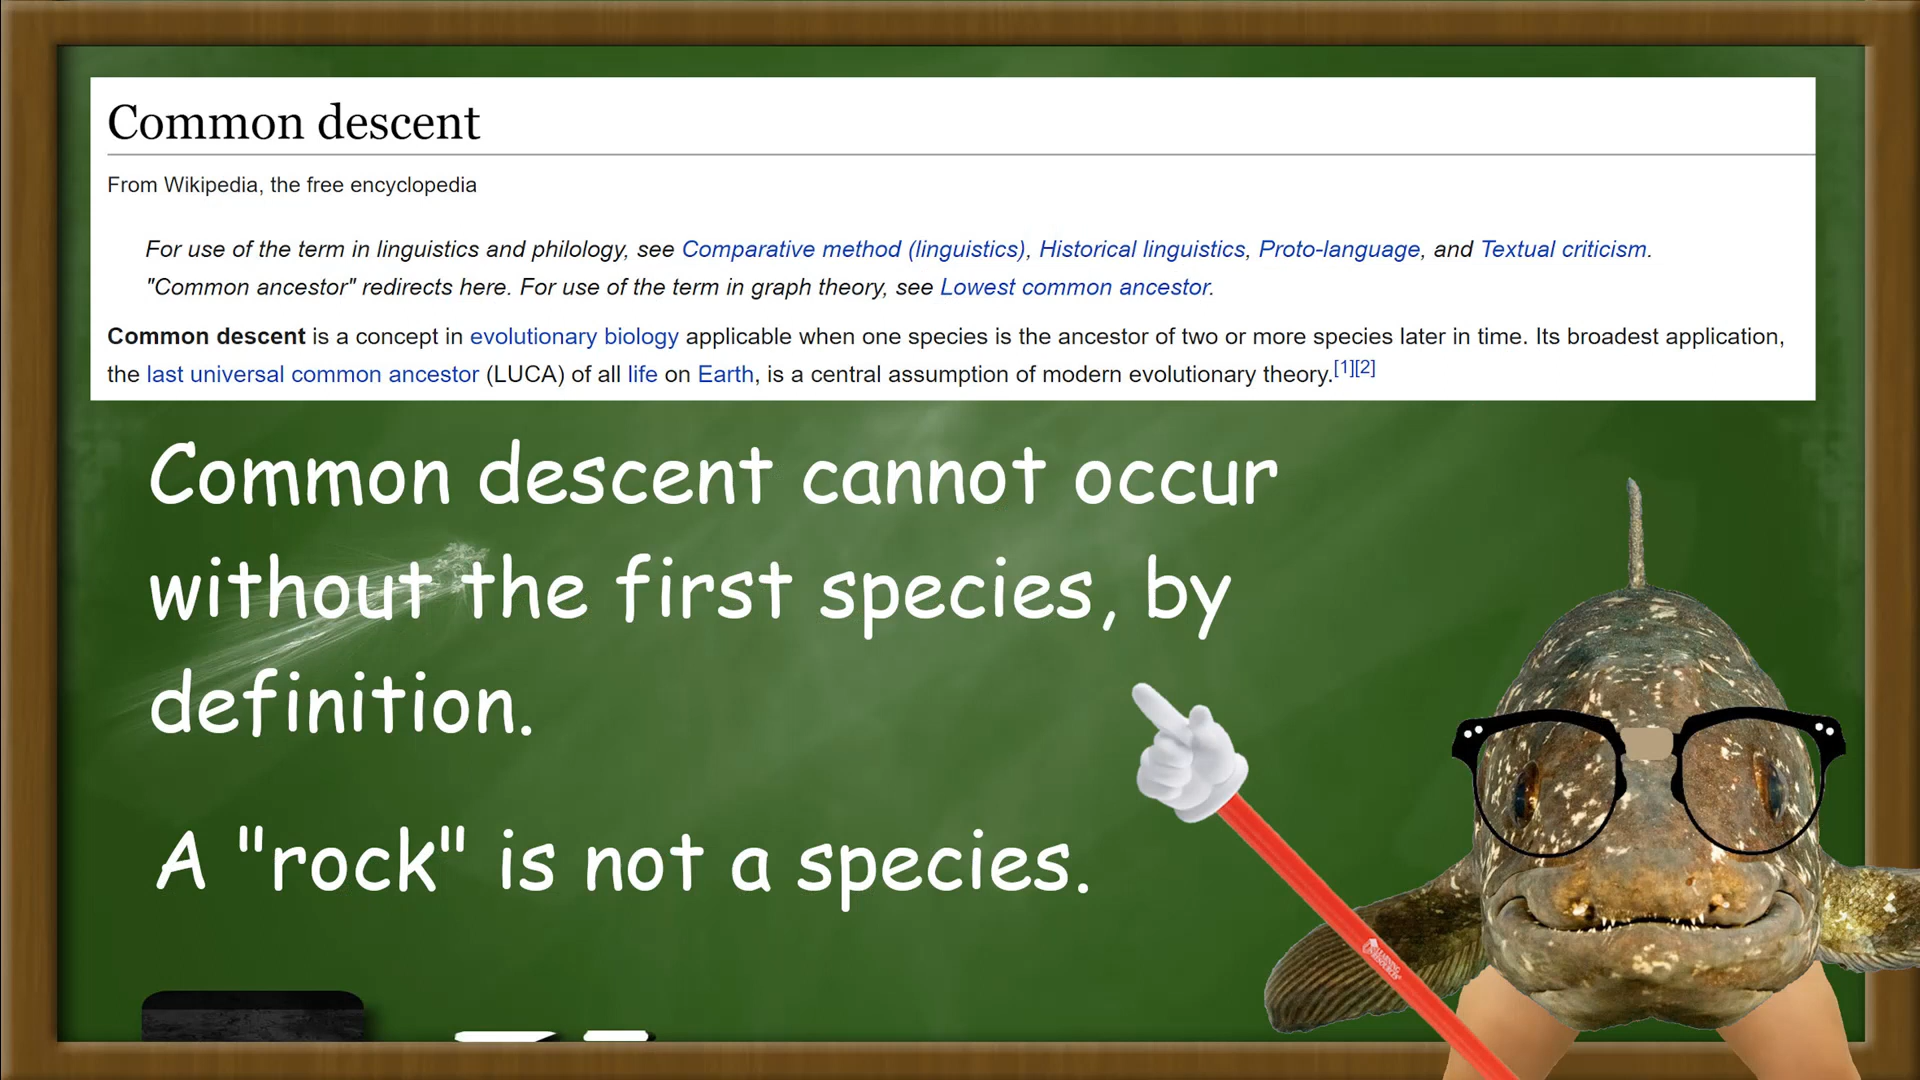 Common descent
From Wikipedia, the free encyclopedia
For use of the term in linguistics and philology, see Comparative method (linguistics), Historical linguistics, Proto-language, and Textual criticism.
"Common ancestor" redirects here. For use of the term in graph theory, see Lowest common ancestor.
Common descent is a concept in evolutionary biology applicable when one species is the ancestor of two or more species later in time. Its broadest application,
the last universal common ancestor (LUCA) of all life on Earth, is a central assumption of modern evolutionary theory.[1][2]
Common descent cannot occur
without the first species, by
definition.
A "rock" is not a species.
LEARNING
RESOURCES